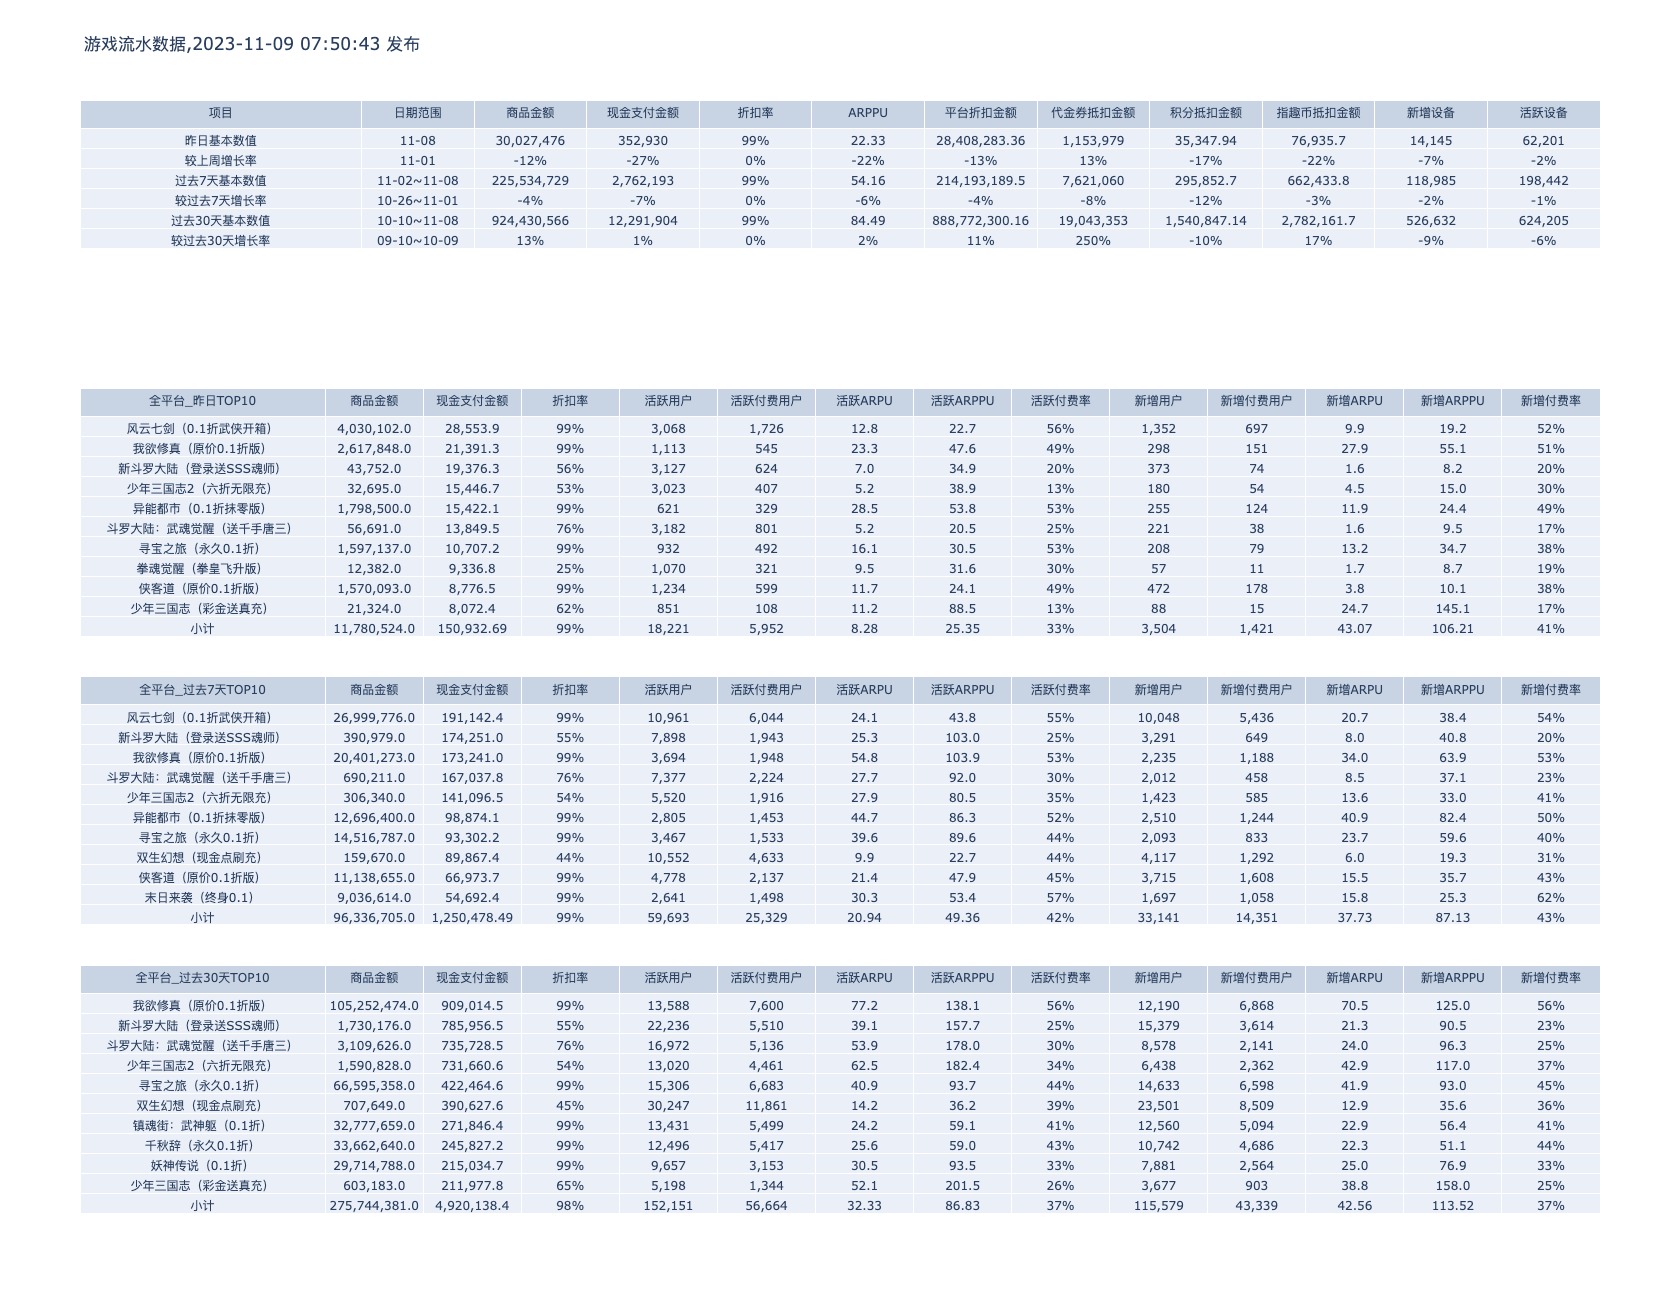 游戏流水数据,2023-11-09 07:50:43 发布
项目 日期范围 商品金额 现金支付金额 折扣率 ARPPU 平台折扣金额 代金券抵扣金额 积分抵扣金额 指趣币抵扣金额 新增设备 活跃设备
昨日基本数值 11-08 30,027,476 352,930 99% 22.33 28,408,283.36 1,153,979 35,347.94 76,935.7 14,145 62,201
较上周增长率 11-01 -12% -27% 0% -22% -13% 13% -17% -22% -7% -2%
过去7天基本数值 11-02~11-08 225,534,729 2,762,193 99% 54.16 214,193,189.5 7,621,060 295,852.7 662,433.8 118,985 198,442
较过去7天增长率 10-26~11-01 -4% -7% 0% -6% -4% -8% -12% -3% -2% -1%
过去30天基本数值 10-10~11-08 924,430,566 12,291,904 99% 84.49 888,772,300.16 19,043,353 1,540,847.14 2,782,161.7 526,632 624,205
较过去30天增长率 09-10~10-09 13% 1% 0% 2% 11% 250% -10% 17% -9% -6%
全平台_昨日TOP10 商品金额 现金支付金额 折扣率 活跃用户 活跃付费用户 活跃ARPU 活跃ARPPU 活跃付费率 新增用户 新增付费用户 新增ARPU 新增ARPPU 新增付费率
风云七剑（0.1折武侠开箱） 4,030,102.0 28,553.9 99% 3,068 1,726 12.8 22.7 56% 1,352 697 9.9 19.2 52%
我欲修真（原价0.1折版） 2,617,848.0 21,391.3 99% 1,113 545 23.3 47.6 49% 298 151 27.9 55.1 51%
新斗罗大陆（登录送SSS魂师） 43,752.0 19,376.3 56% 3,127 624 7.0 34.9 20% 373 74 1.6 8.2 20%
少年三国志2（六折无限充） 32,695.0 15,446.7 53% 3,023 407 5.2 38.9 13% 180 54 4.5 15.0 30%
异能都市（0.1折抹零版） 1,798,500.0 15,422.1 99% 621 329 28.5 53.8 53% 255 124 11.9 24.4 49%
斗罗大陆：武魂觉醒（送千手唐三） 56,691.0 13,849.5 76% 3,182 801 5.2 20.5 25% 221 38 1.6 9.5 17%
寻宝之旅（永久0.1折） 1,597,137.0 10,707.2 99% 932 492 16.1 30.5 53% 208 79 13.2 34.7 38%
拳魂觉醒（拳皇飞升版） 12,382.0 9,336.8 25% 1,070 321 9.5 31.6 30% 57 11 1.7 8.7 19%
侠客道（原价0.1折版） 1,570,093.0 8,776.5 99% 1,234 599 11.7 24.1 49% 472 178 3.8 10.1 38%
少年三国志（彩金送真充） 21,324.0 8,072.4 62% 851 108 11.2 88.5 13% 88 15 24.7 145.1 17%
小计 11,780,524.0 150,932.69 99% 18,221 5,952 8.28 25.35 33% 3,504 1,421 43.07 106.21 41%
全平台_过去7天TOP10 商品金额 现金支付金额 折扣率 活跃用户 活跃付费用户 活跃ARPU 活跃ARPPU 活跃付费率 新增用户 新增付费用户 新增ARPU 新增ARPPU 新增付费率
风云七剑（0.1折武侠开箱） 26,999,776.0 191,142.4 99% 10,961 6,044 24.1 43.8 55% 10,048 5,436 20.7 38.4 54%
新斗罗大陆（登录送SSS魂师） 390,979.0 174,251.0 55% 7,898 1,943 25.3 103.0 25% 3,291 649 8.0 40.8 20%
我欲修真（原价0.1折版） 20,401,273.0 173,241.0 99% 3,694 1,948 54.8 103.9 53% 2,235 1,188 34.0 63.9 53%
斗罗大陆：武魂觉醒（送千手唐三） 690,211.0 167,037.8 76% 7,377 2,224 27.7 92.0 30% 2,012 458 8.5 37.1 23%
少年三国志2（六折无限充） 306,340.0 141,096.5 54% 5,520 1,916 27.9 80.5 35% 1,423 585 13.6 33.0 41%
异能都市（0.1折抹零版） 12,696,400.0 98,874.1 99% 2,805 1,453 44.7 86.3 52% 2,510 1,244 40.9 82.4 50%
寻宝之旅（永久0.1折） 14,516,787.0 93,302.2 99% 3,467 1,533 39.6 89.6 44% 2,093 833 23.7 59.6 40%
双生幻想（现金点刷充） 159,670.0 89,867.4 44% 10,552 4,633 9.9 22.7 44% 4,117 1,292 6.0 19.3 31%
侠客道（原价0.1折版） 11,138,655.0 66,973.7 99% 4,778 2,137 21.4 47.9 45% 3,715 1,608 15.5 35.7 43%
末日来袭（终身0.1） 9,036,614.0 54,692.4 99% 2,641 1,498 30.3 53.4 57% 1,697 1,058 15.8 25.3 62%
小计 96,336,705.0 1,250,478.49 99% 59,693 25,329 20.94 49.36 42% 33,141 14,351 37.73 87.13 43%
全平台_过去30天TOP10 商品金额 现金支付金额 折扣率 活跃用户 活跃付费用户 活跃ARPU 活跃ARPPU 活跃付费率 新增用户 新增付费用户 新增ARPU 新增ARPPU 新增付费率
我欲修真（原价0.1折版） 105,252,474.0 909,014.5 99% 13,588 7,600 77.2 138.1 56% 12,190 6,868 70.5 125.0 56%
新斗罗大陆（登录送SSS魂师） 1,730,176.0 785,956.5 55% 22,236 5,510 39.1 157.7 25% 15,379 3,614 21.3 90.5 23%
斗罗大陆：武魂觉醒（送千手唐三） 3,109,626.0 735,728.5 76% 16,972 5,136 53.9 178.0 30% 8,578 2,141 24.0 96.3 25%
少年三国志2（六折无限充） 1,590,828.0 731,660.6 54% 13,020 4,461 62.5 182.4 34% 6,438 2,362 42.9 117.0 37%
寻宝之旅（永久0.1折） 66,595,358.0 422,464.6 99% 15,306 6,683 40.9 93.7 44% 14,633 6,598 41.9 93.0 45%
双生幻想（现金点刷充） 707,649.0 390,627.6 45% 30,247 11,861 14.2 36.2 39% 23,501 8,509 12.9 35.6 36%
镇魂街：武神躯（0.1折） 32,777,659.0 271,846.4 99% 13,431 5,499 24.2 59.1 41% 12,560 5,094 22.9 56.4 41%
千秋辞（永久0.1折） 33,662,640.0 245,827.2 99% 12,496 5,417 25.6 59.0 43% 10,742 4,686 22.3 51.1 44%
妖神传说（0.1折） 29,714,788.0 215,034.7 99% 9,657 3,153 30.5 93.5 33% 7,881 2,564 25.0 76.9 33%
少年三国志（彩金送真充） 603,183.0 211,977.8 65% 5,198 1,344 52.1 201.5 26% 3,677 903 38.8 158.0 25%
小计 275,744,381.0 4,920,138.4 98% 152,151 56,664 32.33 86.83 37% 115,579 43,339 42.56 113.52 37%